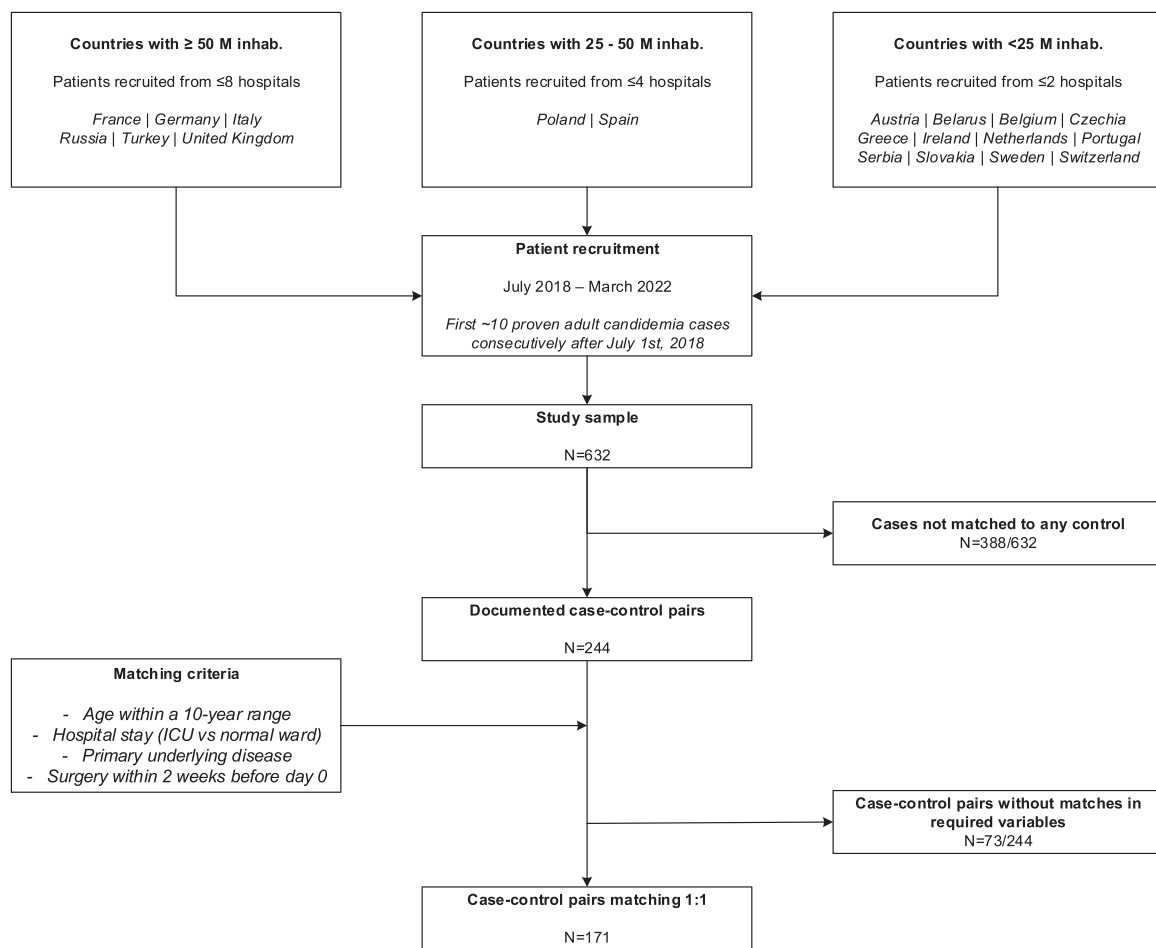 Countries with ≥ 50 M inhab.
Patients recruited from ≤8 hospitals
France | Germany | Italy
Russia | Turkey | United Kingdom
Countries with 25 - 50 M inhab.
Patients recruited from ≤4 hospitals
Poland | Spain
Countries with <25 M inhab.
Patients recruited from ≤2 hospitals
Austria | Belarus | Belgium | Czechia
Greece | Ireland | Netherlands | Portugal
Serbia | Slovakia | Sweden | Switzerland
Patient recruitment
July 2018 – March 2022
First ~10 proven adult candidemia cases
consecutively after July 1st, 2018
Study sample
N=632
Cases not matched to any control
N=388/632
Documented case-control pairs
N=244
Matching criteria
- Age within a 10-year range
- Hospital stay (ICU vs normal ward)
- Primary underlying disease
- Surgery within 2 weeks before day 0
Case-control pairs without matches in
required variables
N=73/244
Case-control pairs matching 1:1
N=171